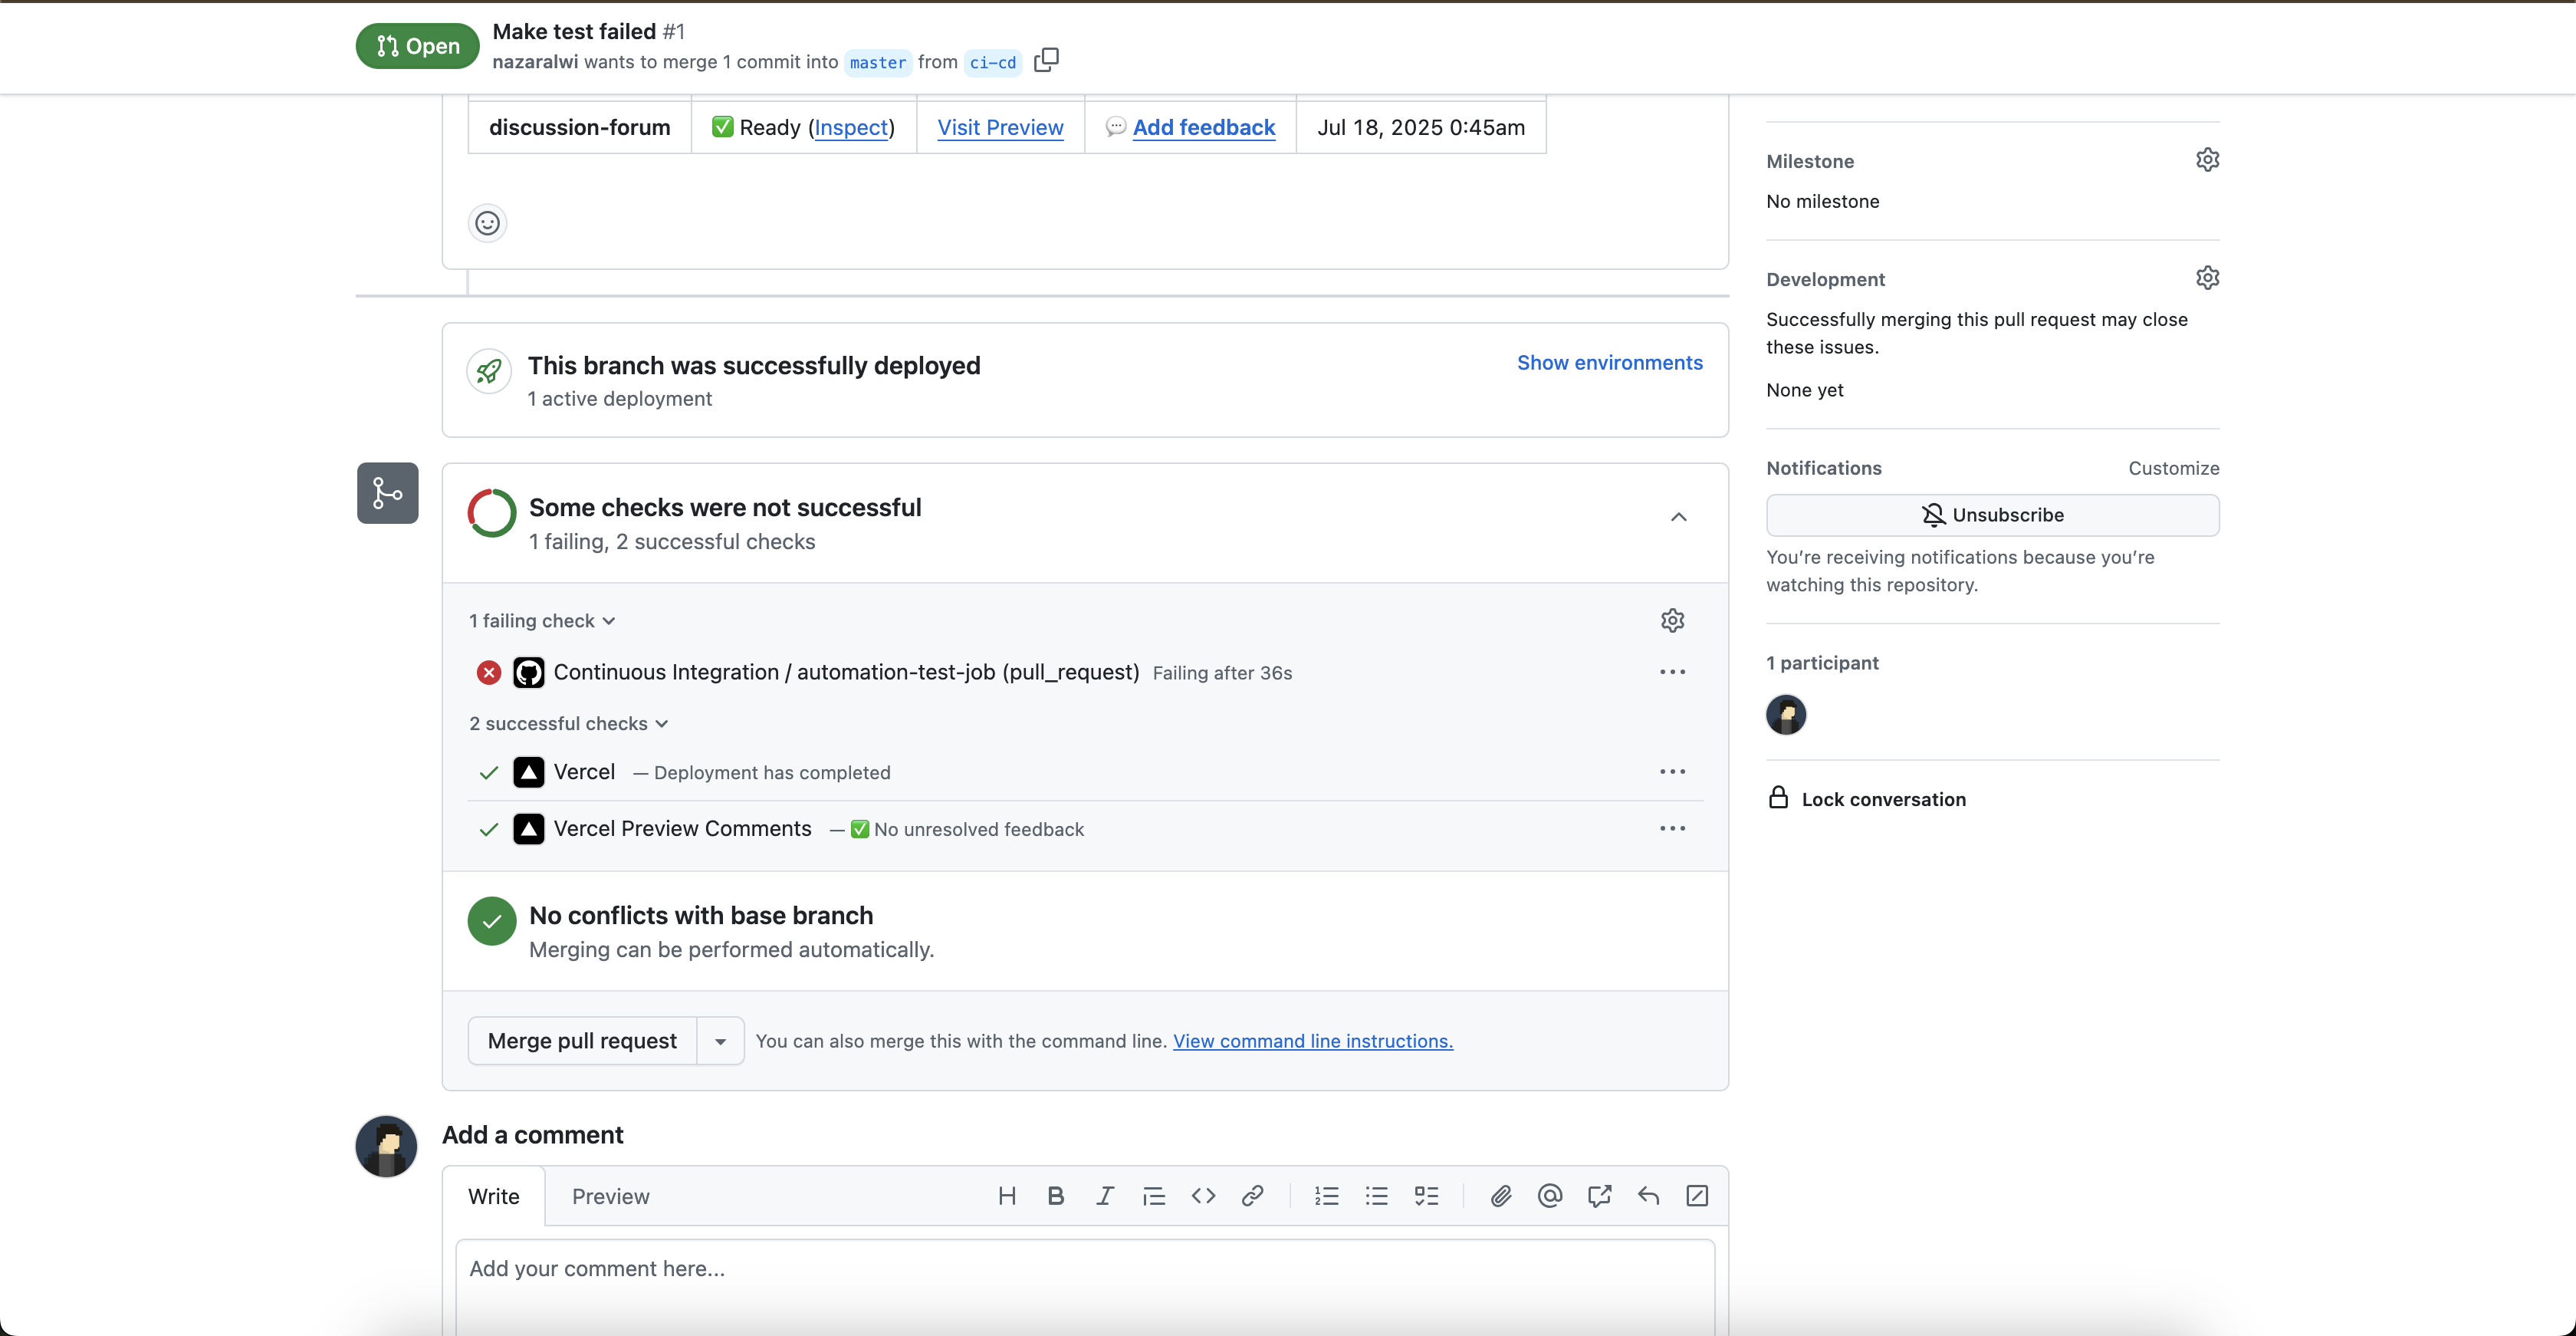 Open
Make test failed #1
nazaralwi wants to merge 1 commit into master from ci-cd
discussion-forum ✅ Ready (Inspect) Visit Preview 💬 Add feedback Jul 18, 2025 0:45am
This branch was successfully deployed
1 active deployment
Show environments
Some checks were not successful
1 failing, 2 successful checks
1 failing check
Continuous Integration / automation-test-job (pull_request) Failing after 36s
2 successful checks
Vercel — Deployment has completed
Vercel Preview Comments — ✅ No unresolved feedback
No conflicts with base branch
Merging can be performed automatically.
Merge pull request
You can also merge this with the command line. View command line instructions.
Add a comment
Write
Preview
Add your comment here...
Milestone
No milestone
Development
Successfully merging this pull request may close
these issues.
None yet
Notifications
Customize
Unsubscribe
You’re receiving notifications because you’re
watching this repository.
1 participant
Lock conversation